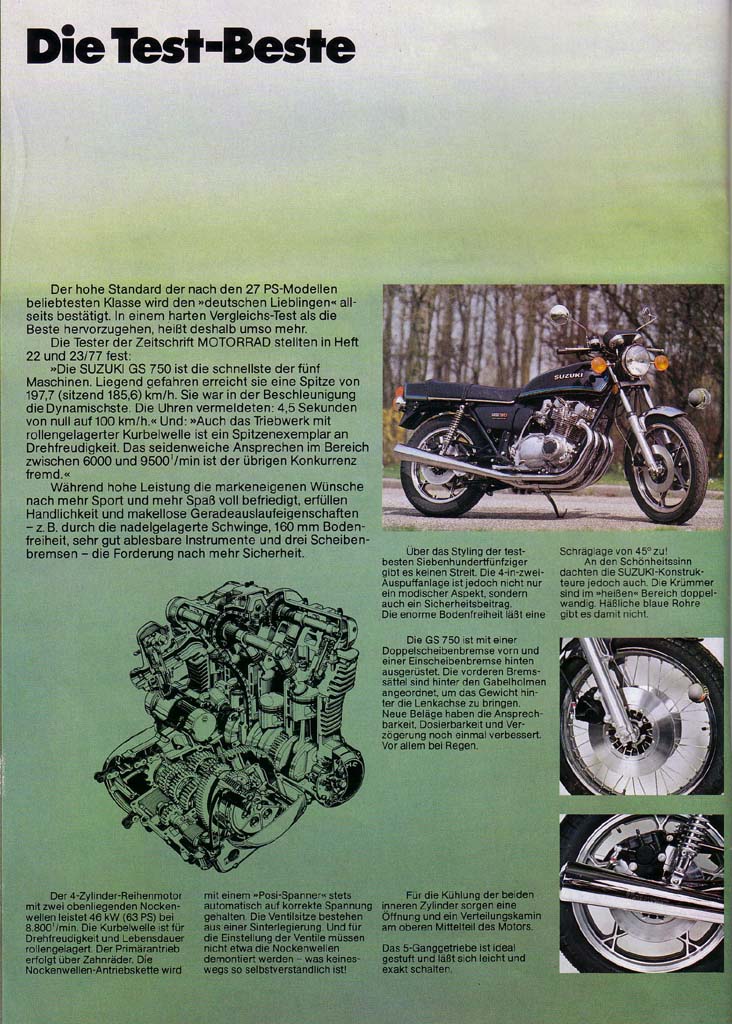 Die Test-Beste
Der hohe Standard der nach den 27 PS-Modellen
beliebtesten Klasse wird den »deutschen Lieblingen« all-
seits bestätigt. In einem harten Vergleichs-Test als die
Beste hervorzugehen, heißt deshalb umso mehr.
Die Tester der Zeitschrift MOTORRAD stellten in Heft
22 und 23/77 fest:
»Die SUZUKI GS 750 ist die schnellste der fünf
Maschinen. Liegend gefahren erreicht sie eine Spitze von
197,7 (sitzend 185,6) km/h. Sie war in der Beschleunigung
die Dynamischste. Die Uhren vermeldeten: 4,5 Sekunden
von null auf 100 km/h.« Und: »Auch das Triebwerk mit
rollengelagerter Kurbelwelle ist ein Spitzenexemplar an
Drehfreudigkeit. Das seidenweiche Ansprechen im Bereich
zwischen 6000 und 9500 ¹/min ist der übrigen Konkurrenz
fremd.«
Während hohe Leistung die markeneigenen Wünsche
nach mehr Sport und mehr Spaß voll befriedigt, erfüllen
Handlichkeit und makellose Geradeauslaufeigenschaften
– z. B. durch die nadelgelagerte Schwinge, 160 mm Boden-
freiheit, sehr gut ablesbare Instrumente und drei Scheiben-
bremsen – die Forderung nach mehr Sicherheit.
SUZUKI
Über das Styling der test-
besten Siebenhundertfünfziger
gibt es keinen Streit. Die 4-in-zwei-
Auspuffanlage ist jedoch nicht nur
ein modischer Aspekt, sondern
auch ein Sicherheitsbeitrag.
Die enorme Bodenfreiheit läßt eine
Schräglage von 45° zu!
An den Schönheitssinn
dachten die SUZUKI-Konstruk-
teure jedoch auch. Die Krümmer
sind im »heißen« Bereich doppel-
wandig. Häßliche blaue Rohre
gibt es damit nicht.
Die GS 750 ist mit einer
Doppelscheibenbremse vorn und
einer Einscheibenbremse hinten
ausgerüstet. Die vorderen Brems-
sättel sind hinter den Gabelholmen
angeordnet, um das Gewicht hin-
ter die Lenkachse zu bringen.
Neue Beläge haben die Ansprech-
barkeit, Dosierbarkeit und Ver-
zögerung noch einmal verbessert.
Vor allem bei Regen.
Der 4-Zylinder-Reihenmotor
mit zwei obenliegenden Nocken-
wellen leistet 46 kW (63 PS) bei
8.800 ¹/min. Die Kurbelwelle ist für
Drehfreudigkeit und Lebensdauer
rollengelagert. Der Primärantrieb
erfolgt über Zahnräder. Die
Nockenwellen-Antriebskette wird
mit einem »Posi-Spanner« stets
automatisch auf korrekte Spannung
gehalten. Die Ventilsitze bestehen
aus einer Sinterlegierung. Und für
die Einstellung der Ventile müssen
nicht etwa die Nockenwellen
demontiert werden – was keines-
wegs so selbstverständlich ist!
Für die Kühlung der beiden
inneren Zylinder sorgen eine
Öffnung und ein Verteilungskamin
am oberen Mittelteil des Motors.
Das 5-Ganggetriebe ist ideal
gestuft und läßt sich leicht und
exakt schalten.